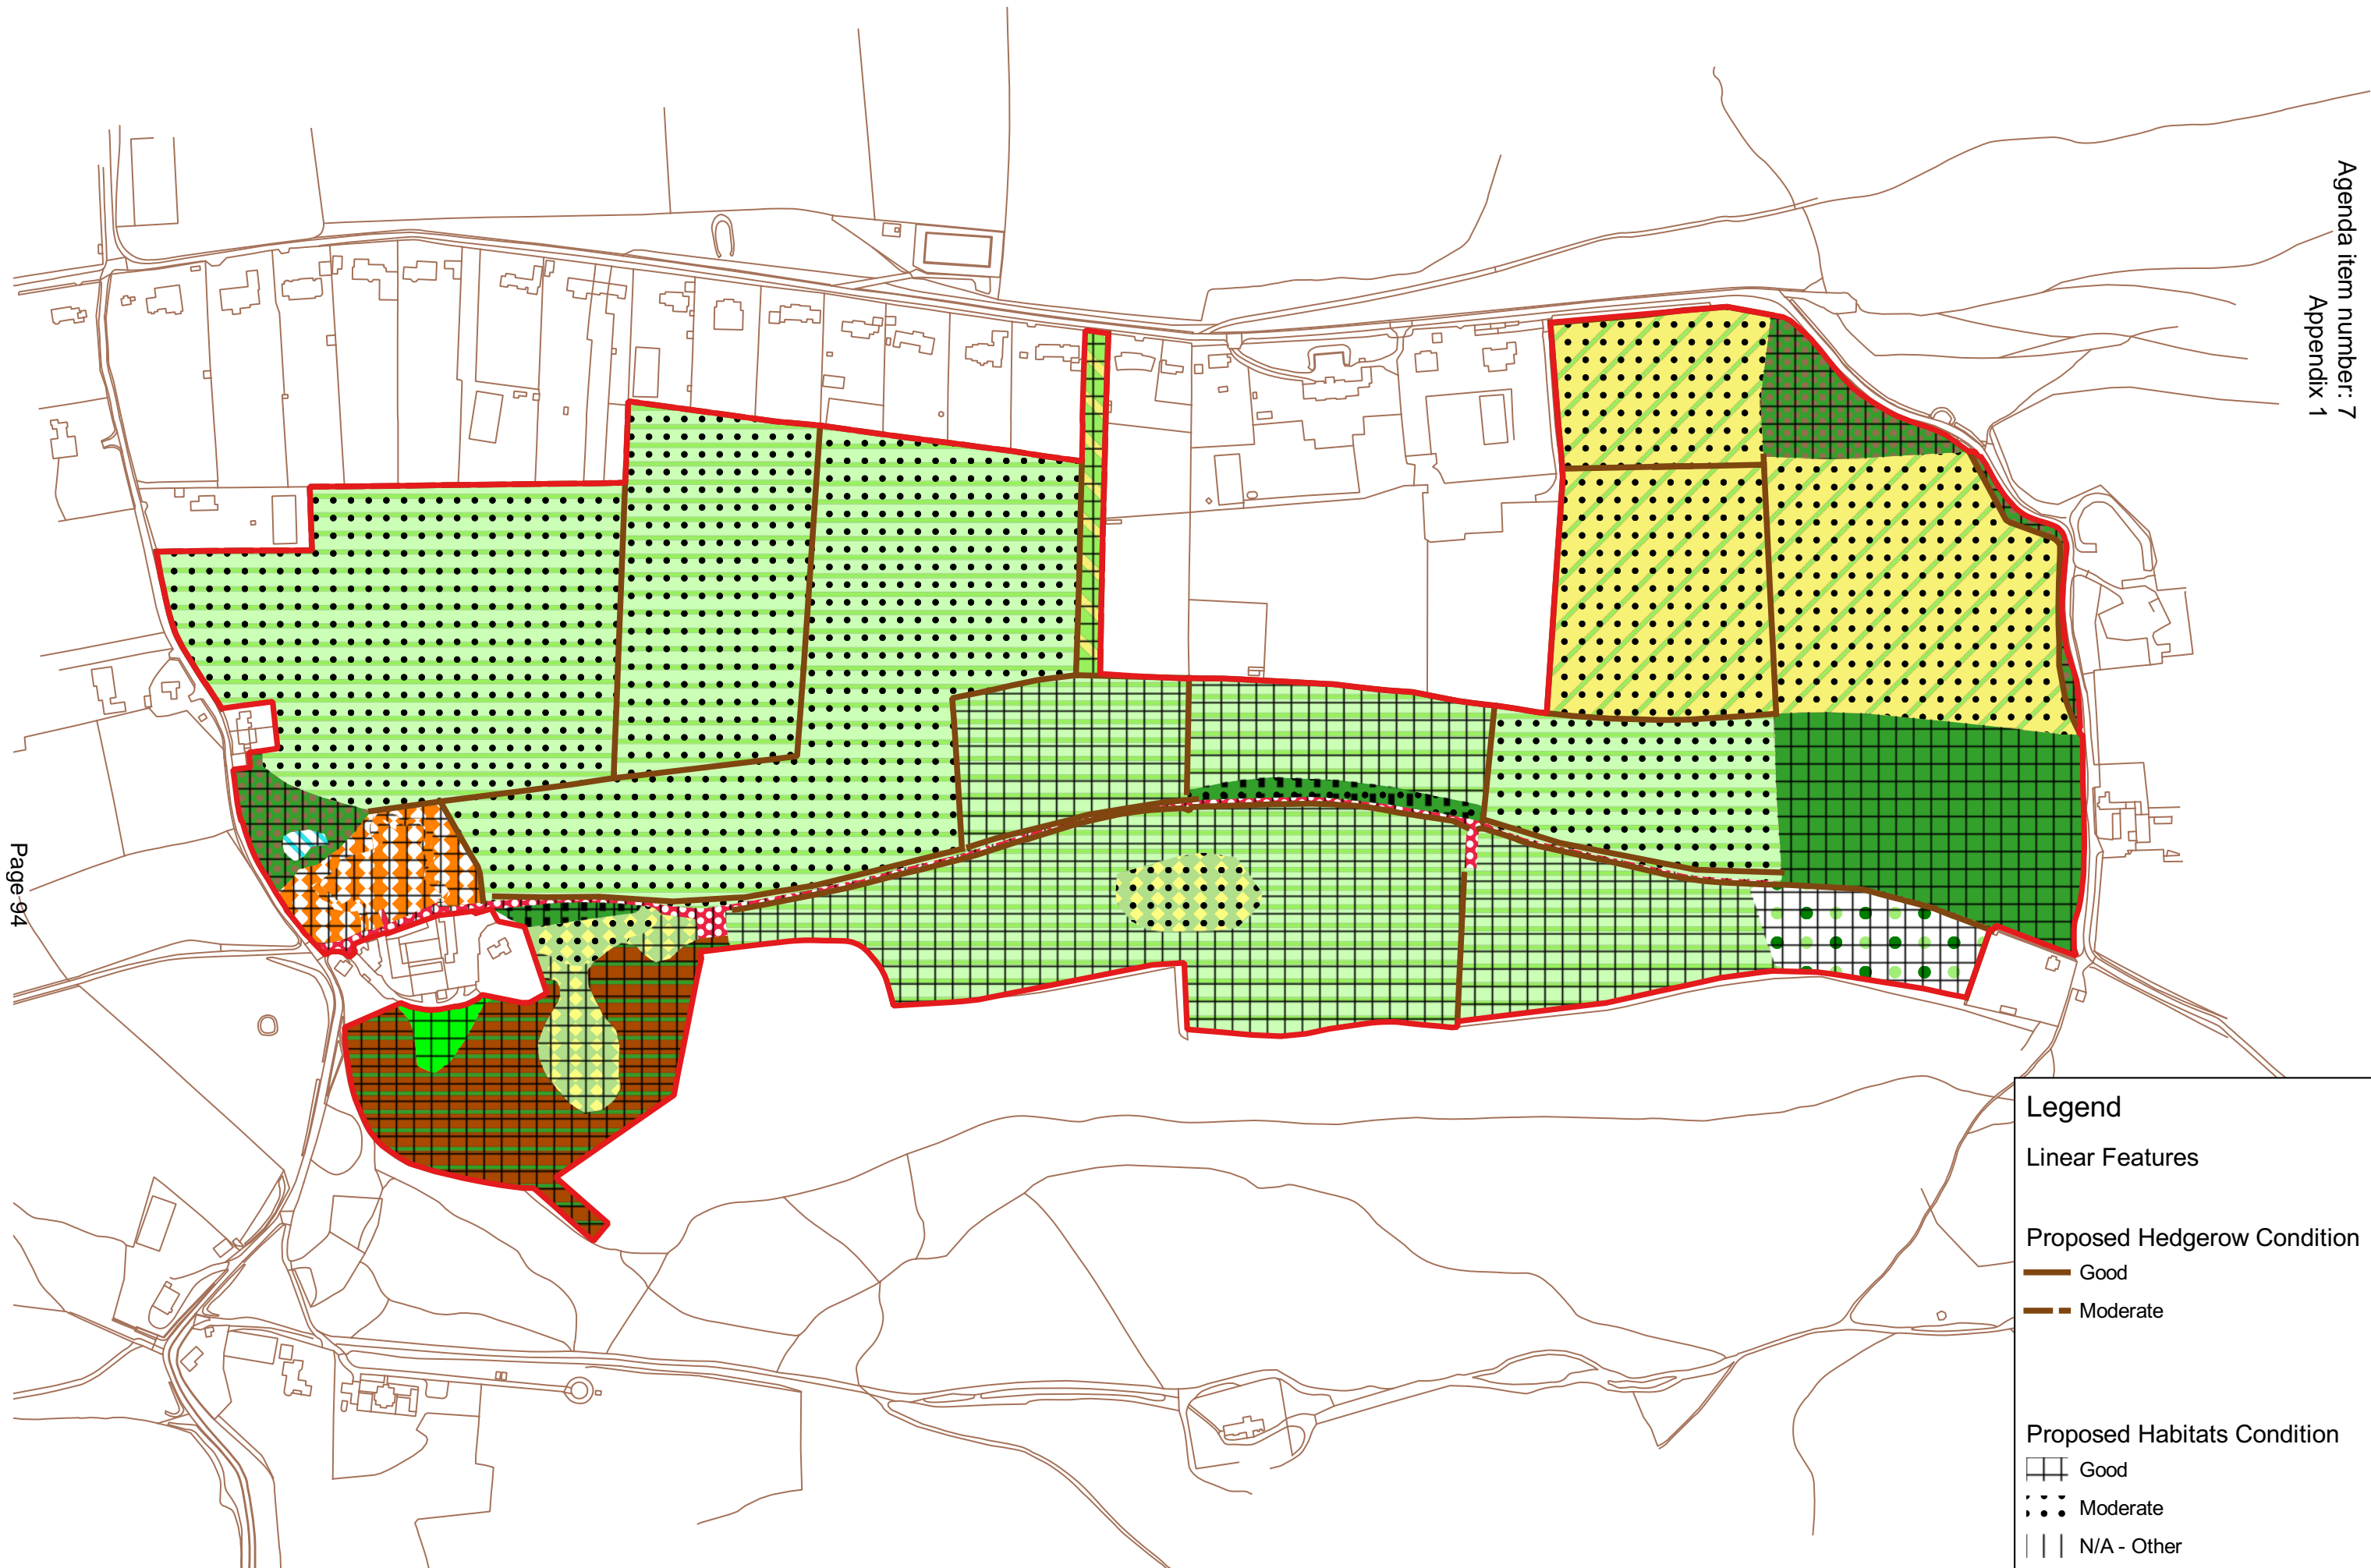 Agenda item number: 7
Appendix 1
Page 94
Legend
Linear Features
Proposed Hedgerow Condition
Good
Moderate
Proposed Habitats Condition
Good
Moderate
N/A - Other